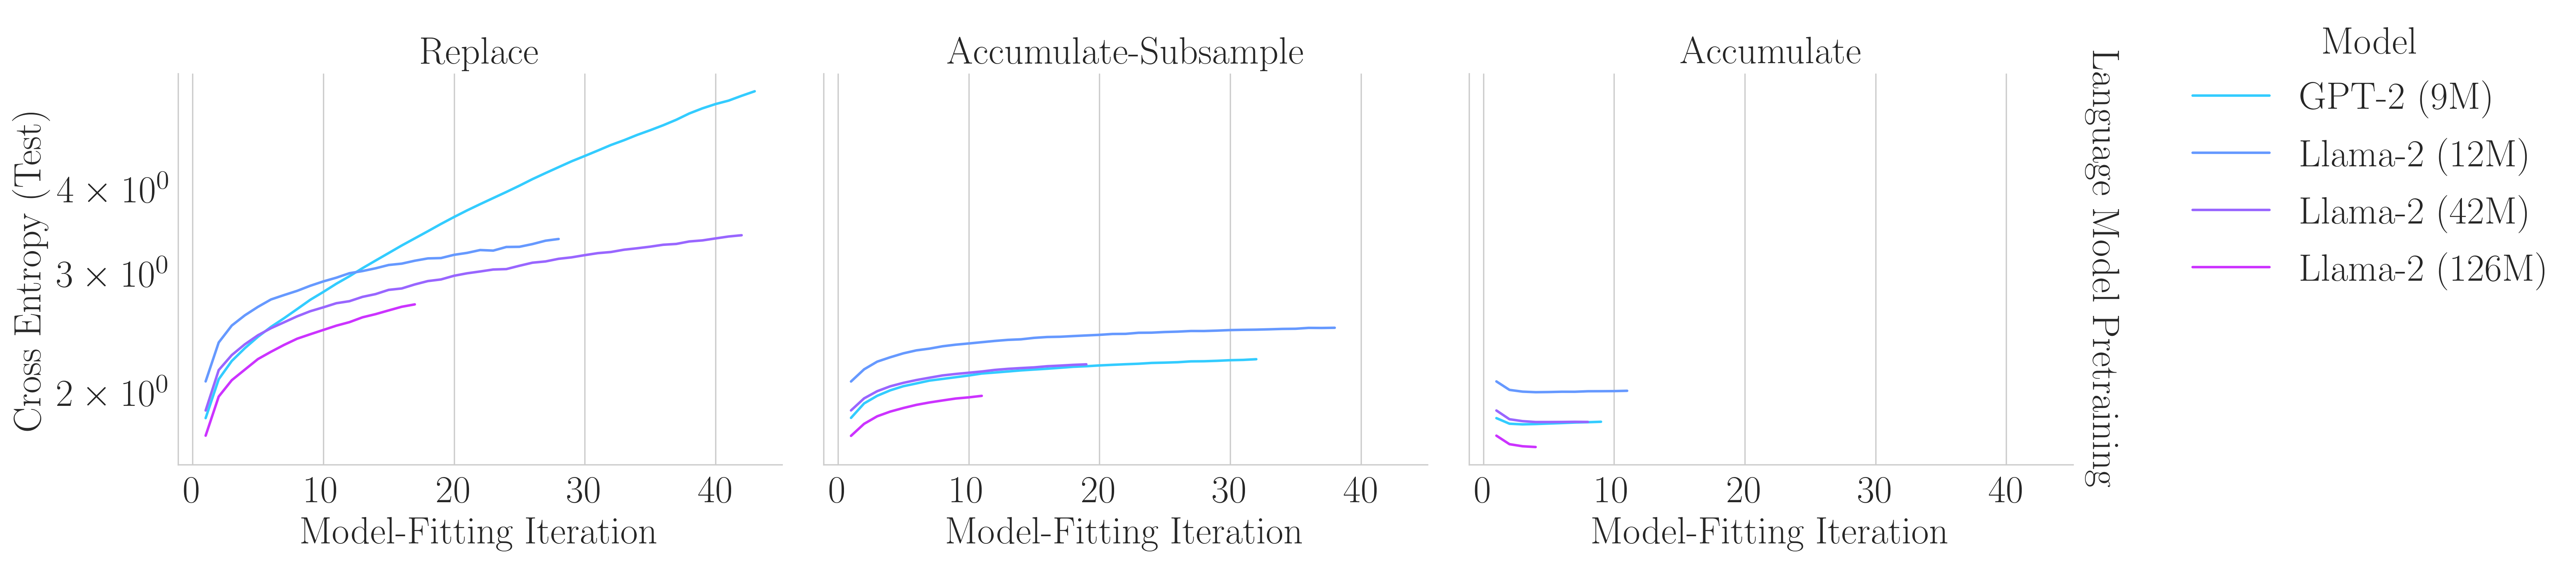 Replace
Accumulate-Subsample
Accumulate
Cross Entropy (Test)
4 × 10⁰
3 × 10⁰
2 × 10⁰
0 10 20 30 40
0 10 20 30 40
0 10 20 30 40
Model-Fitting Iteration
Model-Fitting Iteration
Model-Fitting Iteration
Language Model Pretraining
Model
GPT-2 (9M)
Llama-2 (12M)
Llama-2 (42M)
Llama-2 (126M)